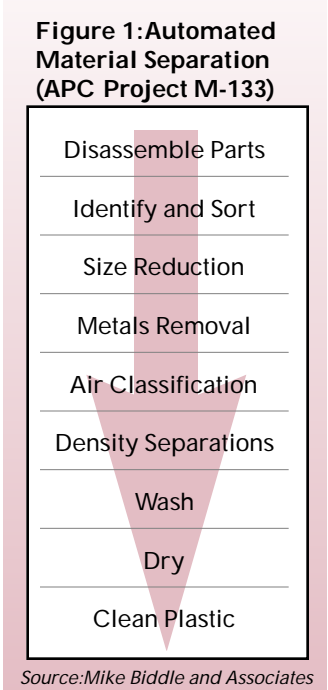 Figure 1:Automated
Material Separation
(APC Project M-133)
Disassemble Parts
Identify and Sort
Size Reduction
Metals Removal
Air Classification
Density Separations
Wash
Dry
Clean Plastic
Source:Mike Biddle and Associates